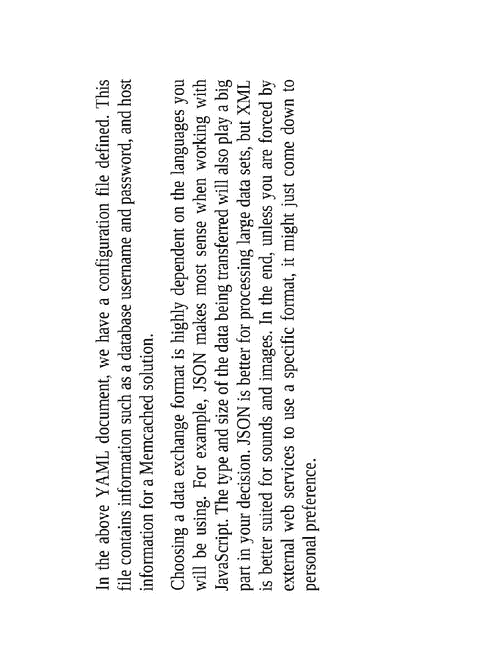 In the above YAML document, we have a configuration file defined. This
file contains information such as a database username and password, and host
information for a Memcached solution.
Choosing a data exchange format is highly dependent on the languages you
will be using. For example, JSON makes most sense when working with
JavaScript. The type and size of the data being transferred will also play a big
part in your decision. JSON is better for processing large data sets, but XML
is better suited for sounds and images. In the end, unless you are forced by
external web services to use a specific format, it might just come down to
personal preference.